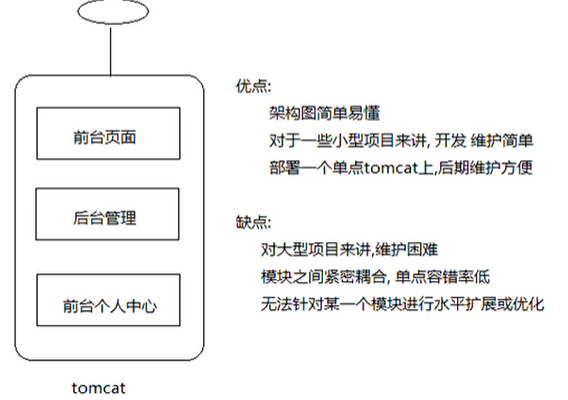 前台页面
后台管理
前台个人中心
tomcat
优点:
架构图简单易懂
对于一些小型项目来讲, 开发 维护简单
部署一个单点tomcat上,后期维护方便
缺点:
对大型项目来讲,维护困难
模块之间紧密耦合, 单点容错率低
无法针对某一个模块进行水平扩展或优化